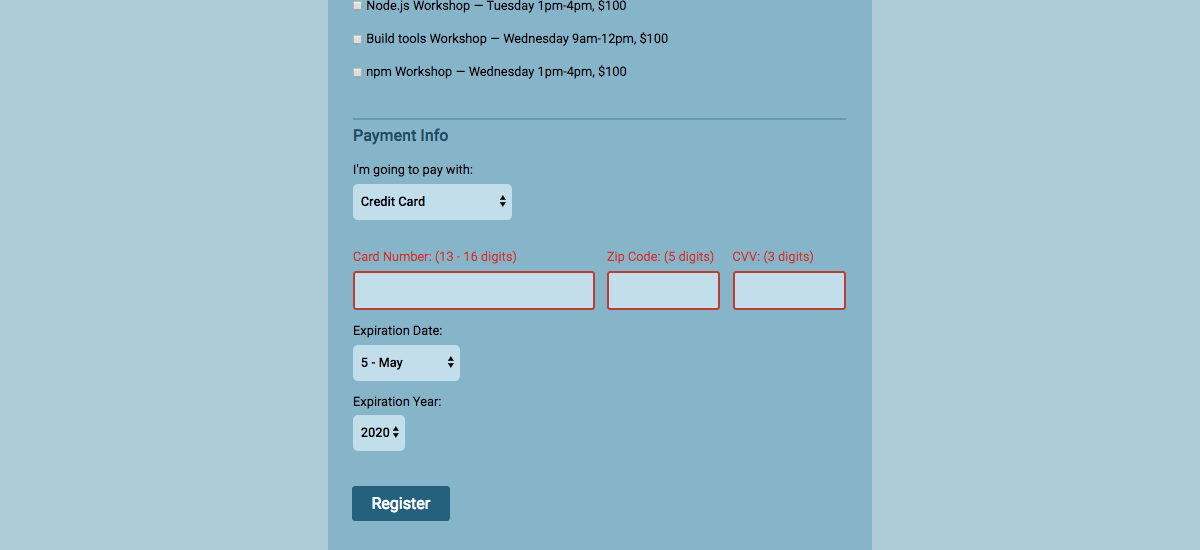 Node.js Workshop — Tuesday 1pm-4pm, $100
Build tools Workshop — Wednesday 9am-12pm, $100
npm Workshop — Wednesday 1pm-4pm, $100
Payment Info
I'm going to pay with:
Credit Card
Card Number: (13 - 16 digits) Zip Code: (5 digits) CVV: (3 digits)
Expiration Date:
5 - May
Expiration Year:
2020
Register